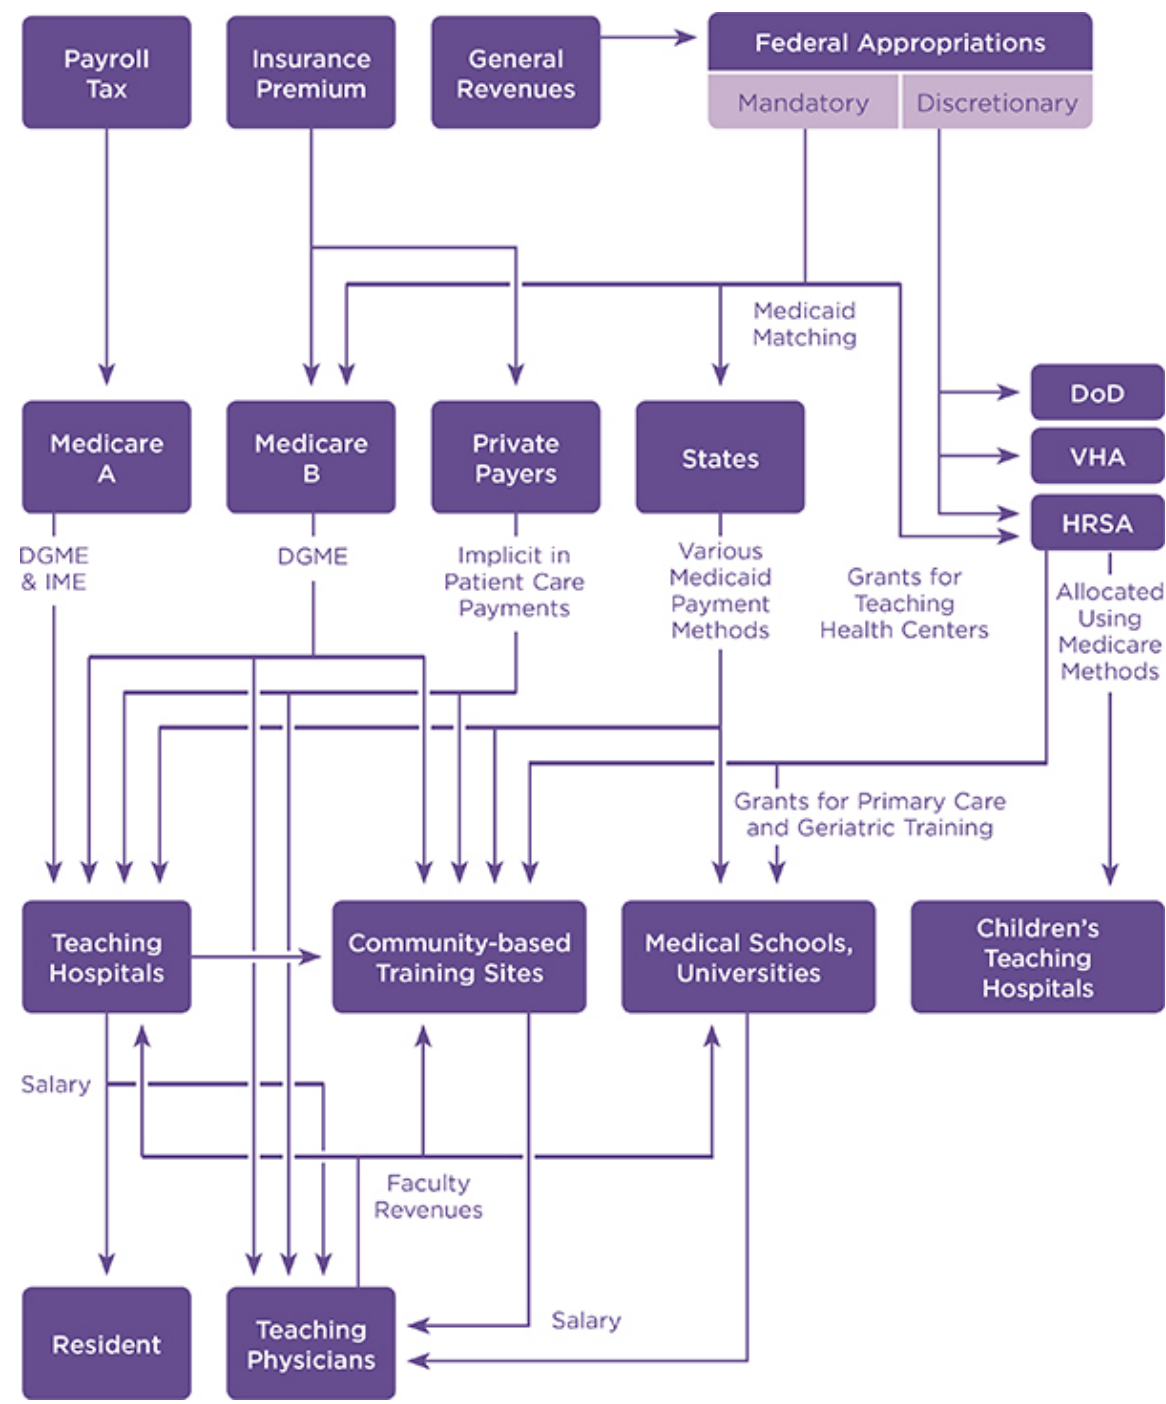 Payroll
Tax
Insurance
Premium
General
Revenues
Federal Appropriations
Mandatory
Discretionary
Medicaid
Matching
DoD
VHA
HRSA
Medicare
A
Medicare
B
Private
Payers
States
DGME
& IME
DGME
Implicit in
Patient Care
Payments
Various
Medicaid
Payment
Methods
Grants for
Teaching
Health Centers
Allocated
Using
Medicare
Methods
Grants for Primary Care
and Geriatric Training
Teaching
Hospitals
Community-based
Training Sites
Medical Schools,
Universities
Children's
Teaching
Hospitals
Salary
Faculty
Revenues
Salary
Resident
Teaching
Physicians